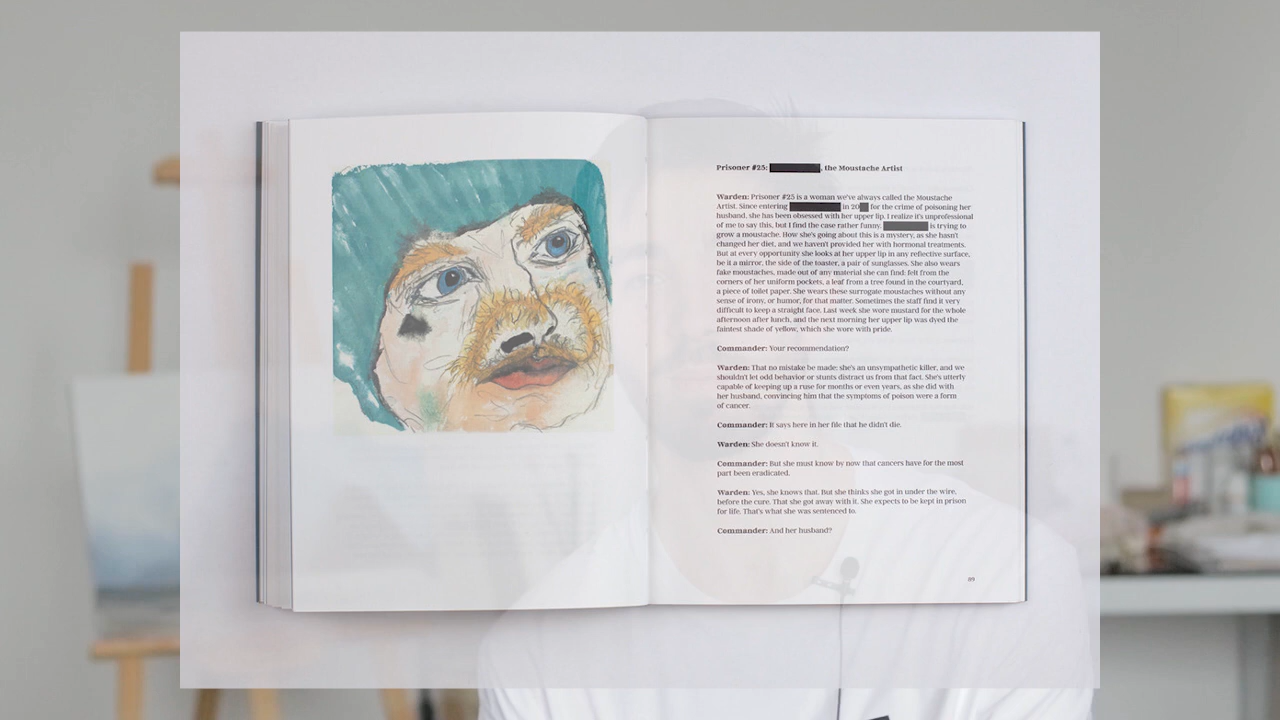 Prisoner #25: , the Moustache Artist
Warden: Prisoner #25 is a woman we've always called the Moustache
Artist. Since entering in 20 for the crime of poisoning her
husband, she has been obsessed with her upper lip. I realize it's unprofessional
of me to say this, but I find the case rather funny. is trying to
grow a moustache. How she's going about this is a mystery, as she hasn't
changed her diet, and we haven't provided her with hormonal treatments.
But at every opportunity she looks at her upper lip in any reflective surface,
be it a mirror, the side of the toaster, a pair of sunglasses. She also wears
fake moustaches, made out of any material she can find: felt from the
corners of her uniform pockets, a leaf from a tree found in the courtyard,
a piece of toilet paper. She wears these surrogate moustaches without any
sense of irony, or humor, for that matter. Sometimes the staff find it very
difficult to keep a straight face. Last week she wore mustard for the whole
afternoon after lunch, and the next morning her upper lip was dyed the
faintest shade of yellow, which she wore with pride.
Commander: Your recommendation?
Warden: That no mistake be made: she's an unsympathetic killer, and we
shouldn't let odd behavior or stunts distract us from that fact. She's utterly
capable of keeping up a ruse for months or even years, as she did with
her husband, convincing him that the symptoms of poison were a form
of cancer.
Commander: It says here in her file that he didn't die.
Warden: She doesn't know it.
Commander: But she must know by now that cancers have for the most
part been eradicated.
Warden: Yes, she knows that. But she thinks she got in under the wire,
before the cure. That she got away with it. She expects to be kept in prison
for life. That's what she was sentenced to.
Commander: And her husband?
89